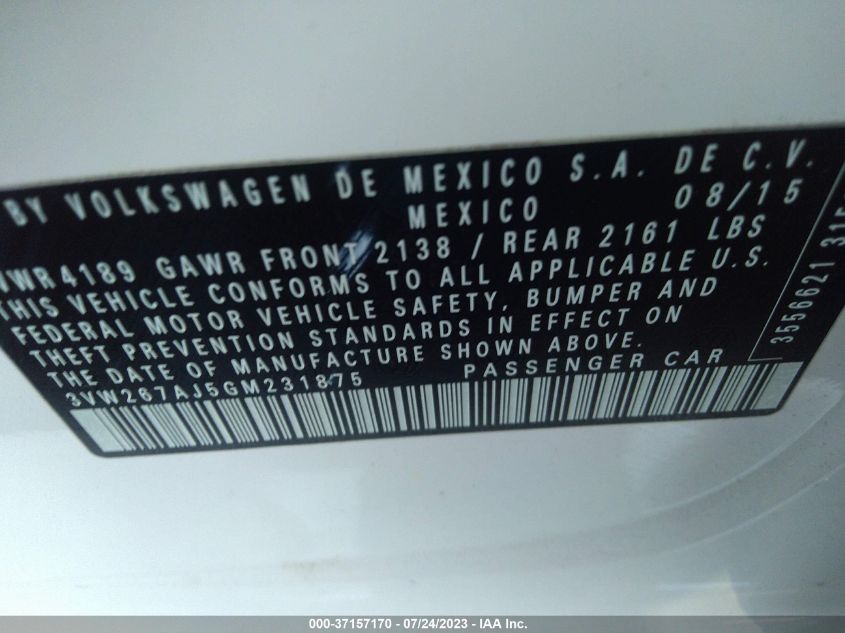 BY VOLKSWAGEN DE MEXICO S.A. DE C.V.
MEXICO 08/15
VWR 4189 GAWR FRONT 2138 / REAR 2161 LBS
THIS VEHICLE CONFORMS TO ALL APPLICABLE U.S.
FEDERAL MOTOR VEHICLE SAFETY, BUMPER AND
THEFT PREVENTION STANDARDS IN EFFECT ON
THE DATE OF MANUFACTURE SHOWN ABOVE.
3VW267AJ5GM231875 PASSENGER CAR
3556621
000-37157170 - 07/24/2023 - IAA Inc.